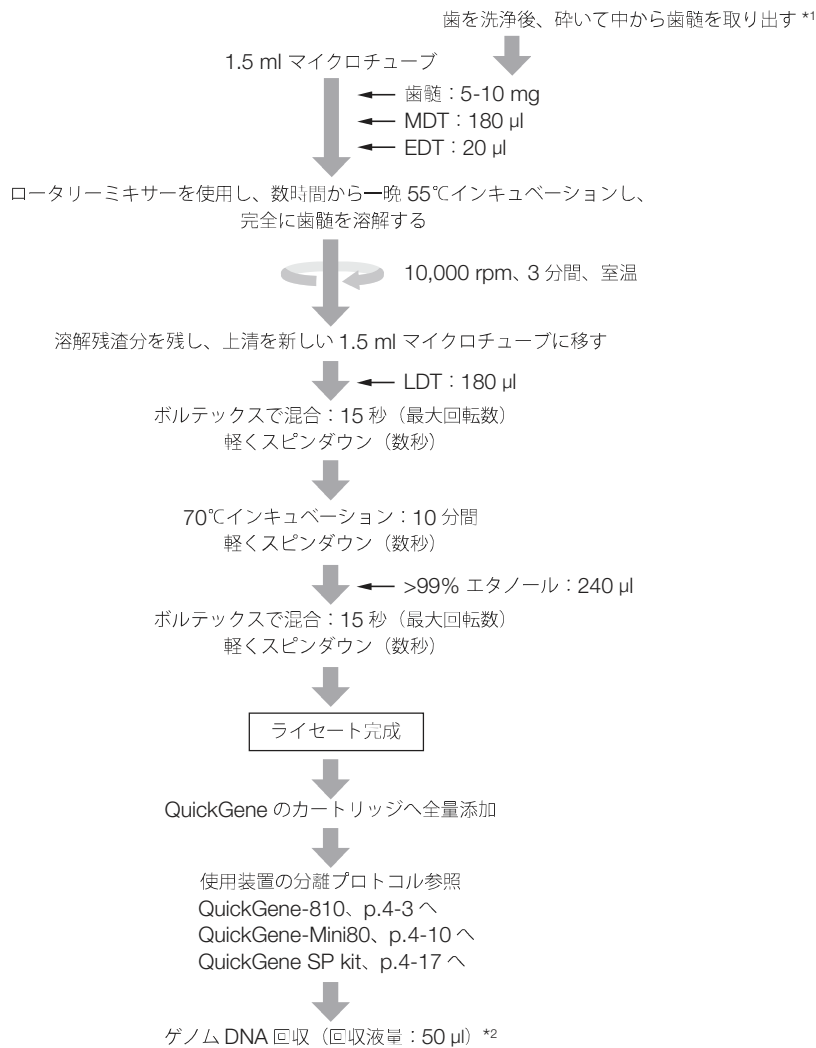 歯を洗浄後、砕いて中から歯髄を取り出す *1
1.5 ml マイクロチューブ
歯髄：5-10 mg
MDT：180 µl
EDT：20 µl
ロータリーミキサーを使用し、数時間から一晩 55℃インキュベーションし、
完全に歯髄を溶解する
10,000 rpm、3 分間、室温
溶解残渣分を残し、上清を新しい 1.5 ml マイクロチューブに移す
LDT：180 µl
ボルテックスで混合：15 秒（最大回転数）
軽くスピンダウン（数秒）
70℃インキュベーション：10 分間
軽くスピンダウン（数秒）
>99% エタノール：240 µl
ボルテックスで混合：15 秒（最大回転数）
軽くスピンダウン（数秒）
ライセート完成
QuickGene のカートリッジへ全量添加
使用装置の分離プロトコル参照
QuickGene-810、p.4-3 へ
QuickGene-Mini80、p.4-10 へ
QuickGene SP kit、p.4-17 へ
ゲノム DNA 回収（回収液量：50 µl）*2